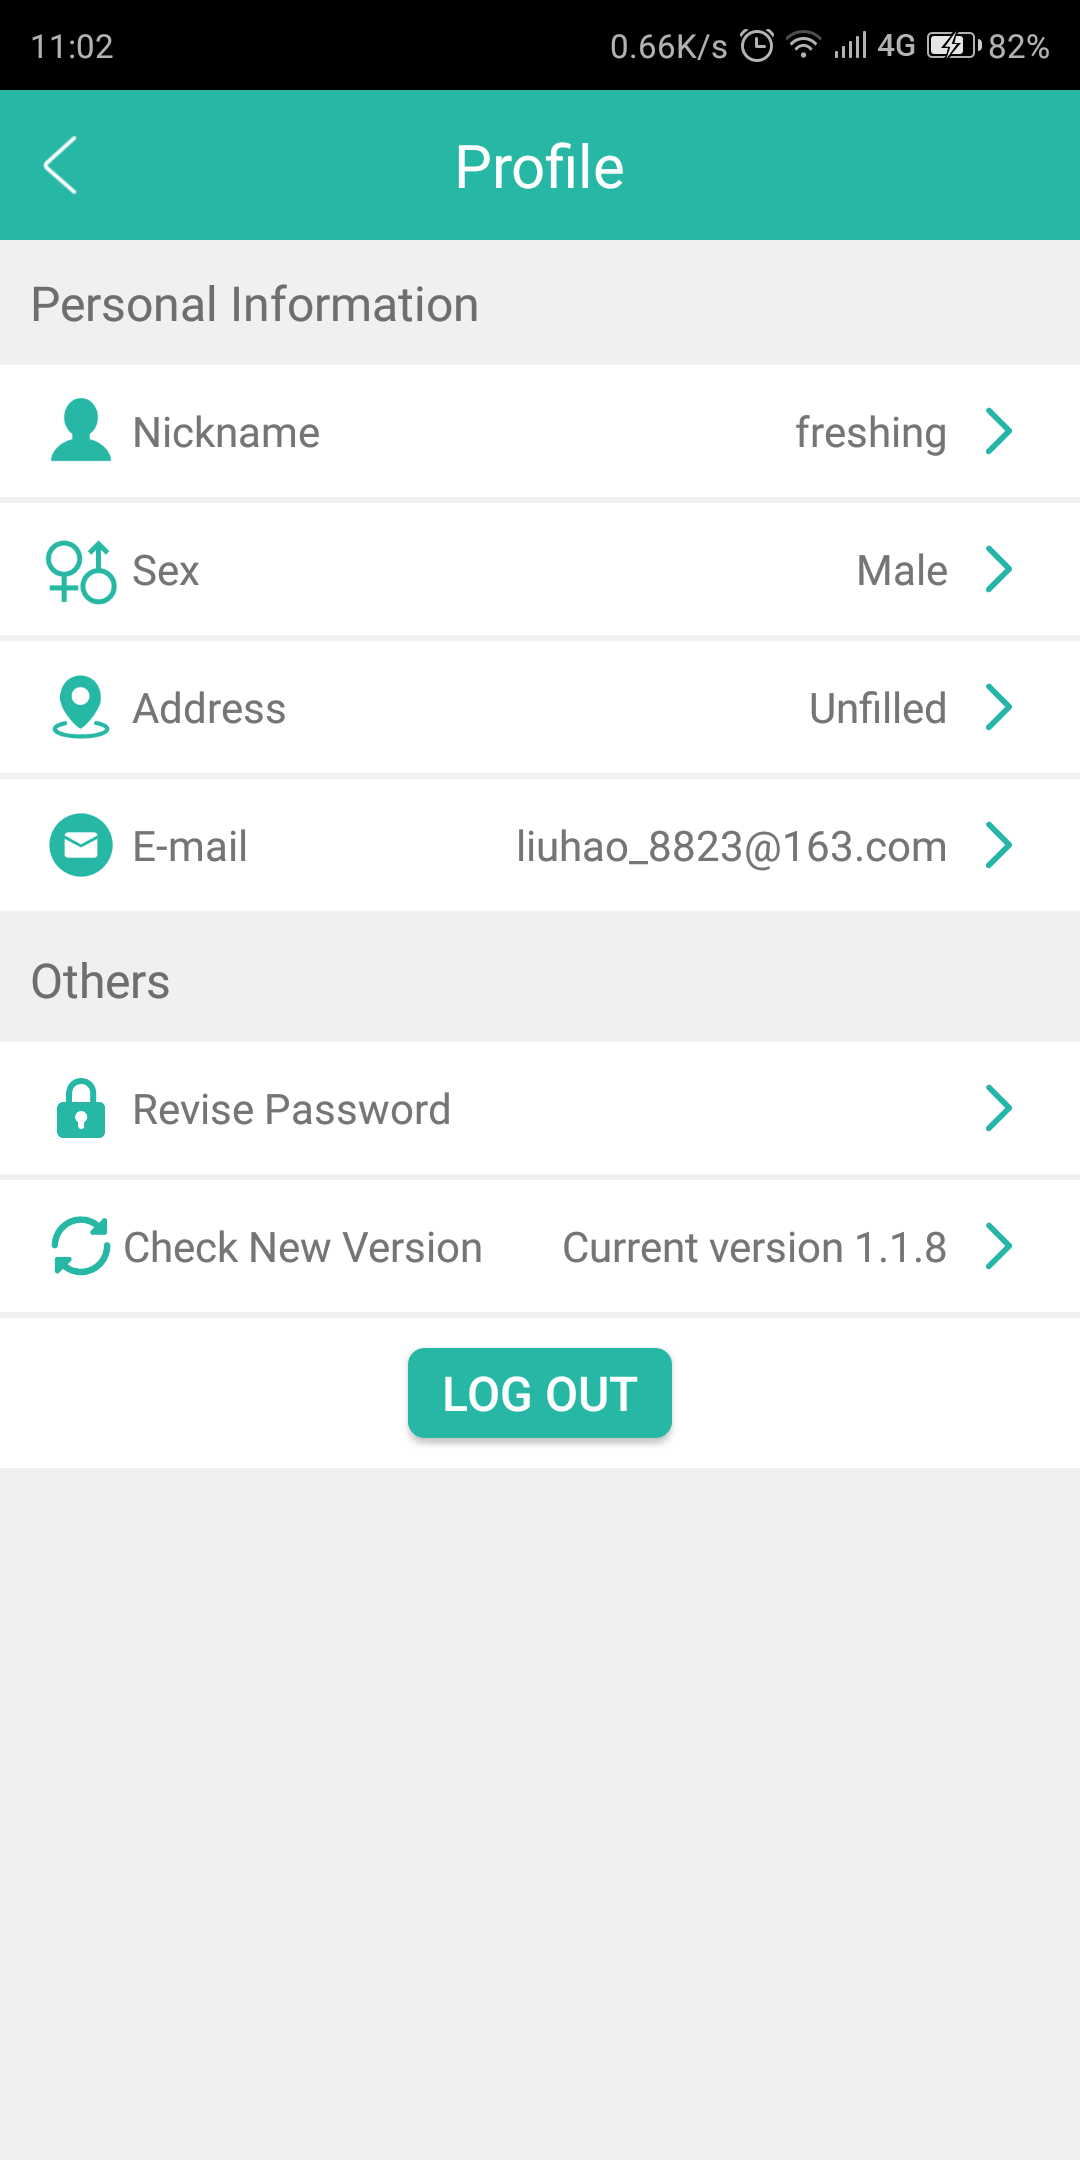 11:02 0.66K/s 4G 82%
Profile
Personal Information
Nickname freshing
Sex Male
Address Unfilled
E-mail liuhao_8823@163.com
Others
Revise Password
Check New Version Current version 1.1.8
LOG OUT